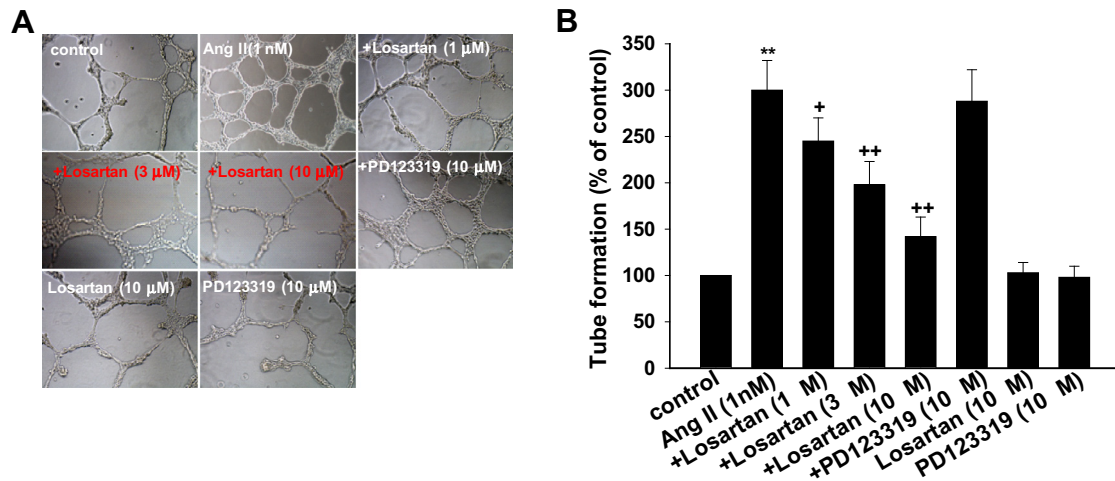 A
control
Ang II(1 nM)
+Losartan (1 μM)
+Losartan (3 μM)
+Losartan (10 μM)
+PD123319 (10 μM)
Losartan (10 μM)
PD123319 (10 μM)
B
Tube formation (% of control)
350
300
250
200
150
100
50
0
**
+
++
++
control
Ang II (1nM)
+Losartan (1 M)
+Losartan (3 M)
+Losartan (10 M)
+PD123319 (10 M)
Losartan (10 M)
PD123319 (10 M)